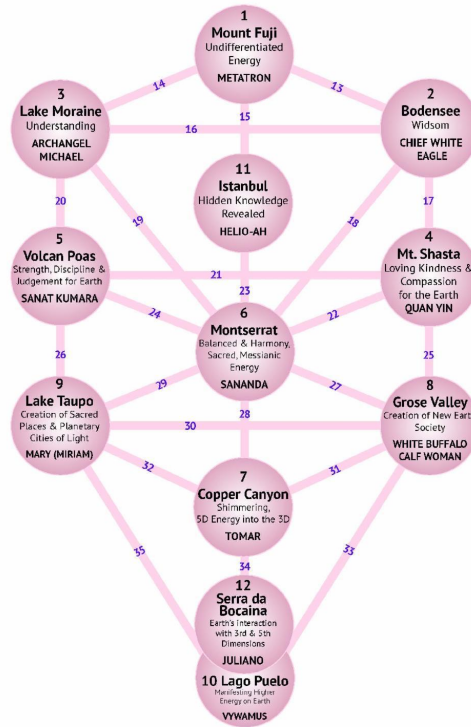 1
Mount Fuji
Undifferentiated
Energy
METATRON
14
13
3
Lake Moraine
Understanding
ARCHANGEL
MICHAEL
15
16
2
Bodensee
Widsom
CHIEF WHITE
EAGLE
11
Istanbul
Hidden Knowledge
Revealed
HELIO-AH
20
19
18
17
5
Volcan Poas
Strength, Discipline &
Judgement for Earth
SANAT KUMARA
21
4
Mt. Shasta
Loving Kindness &
Compassion
for the Earth
QUAN YIN
23
24
22
6
Montserrat
Balanced & Harmony,
Sacred, Messianic
Energy
SANANDA
26
25
9
Lake Taupo
Creation of Sacred
Places & Planetary
Cities of Light
MARY (MIRIAM)
29
27
28
30
8
Grose Valley
Creation of New Earth
Society
WHITE BUFFALO
CALF WOMAN
32
31
7
Copper Canyon
Shimmering,
5D Energy into the 3D
TOMAR
35
33
34
12
Serra da
Bocaina
Earth's interaction
with 3rd & 5th
Dimensions
JULIANO
10 Lago Puelo
Manifesting Higher
Energy on Earth
VYWAMUS